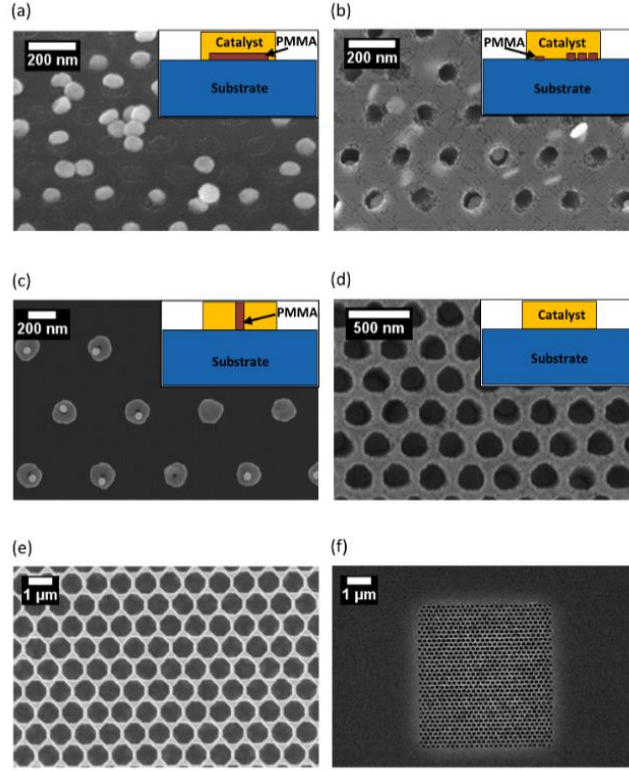 (a)
200 nm
Catalyst
PMMA
Substrate
(b)
200 nm
PMMA
Catalyst
Substrate
(c)
200 nm
PMMA
Substrate
(d)
500 nm
Catalyst
Substrate
(e)
1 µm
(f)
1 µm